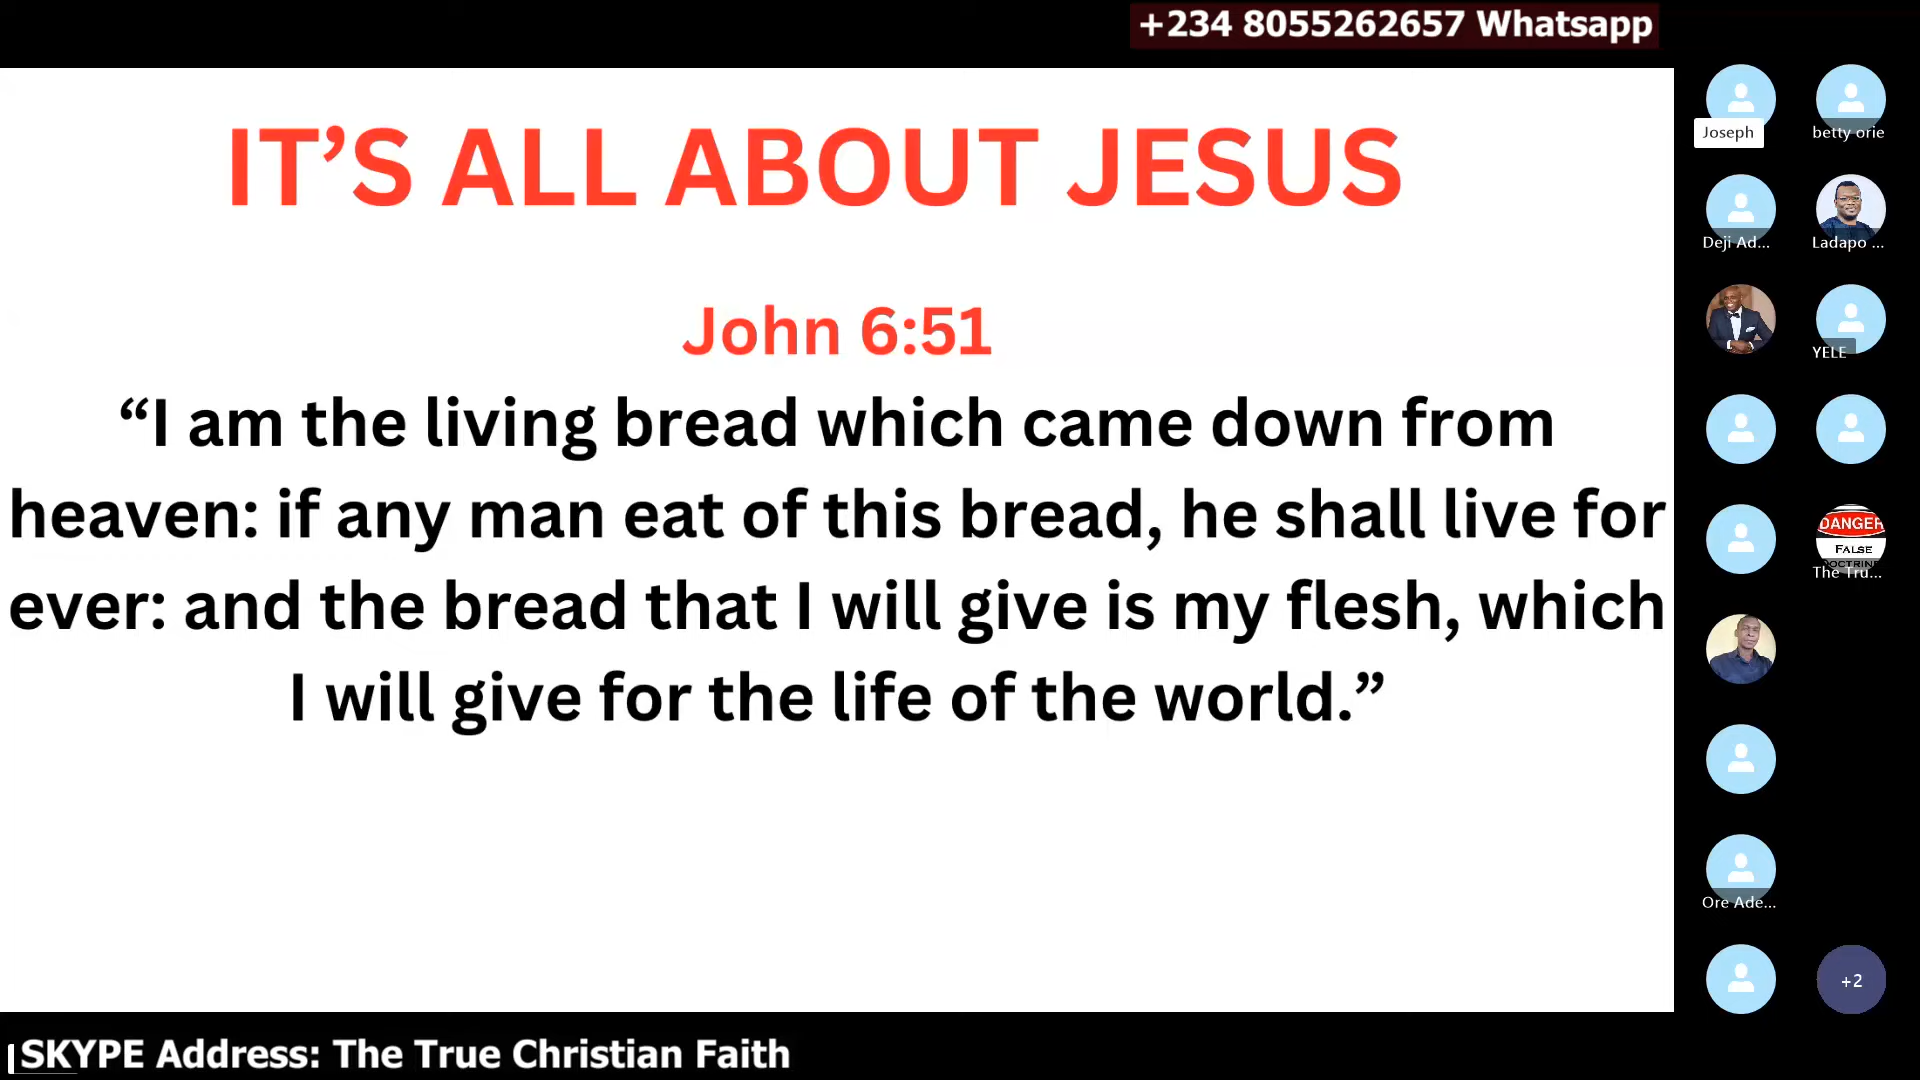 +234 8055262657 Whatsapp
IT’S ALL ABOUT JESUS
John 6:51
“I am the living bread which came down from
heaven: if any man eat of this bread, he shall live for
ever: and the bread that I will give is my flesh, which
I will give for the life of the world.”
Joseph
betty orie
Deji Ad...
Ladapo ...
YELE
DANGER
FALSE
DOCTRINE
The Tru...
Ore Ade...
+2
SKYPE Address: The True Christian Faith